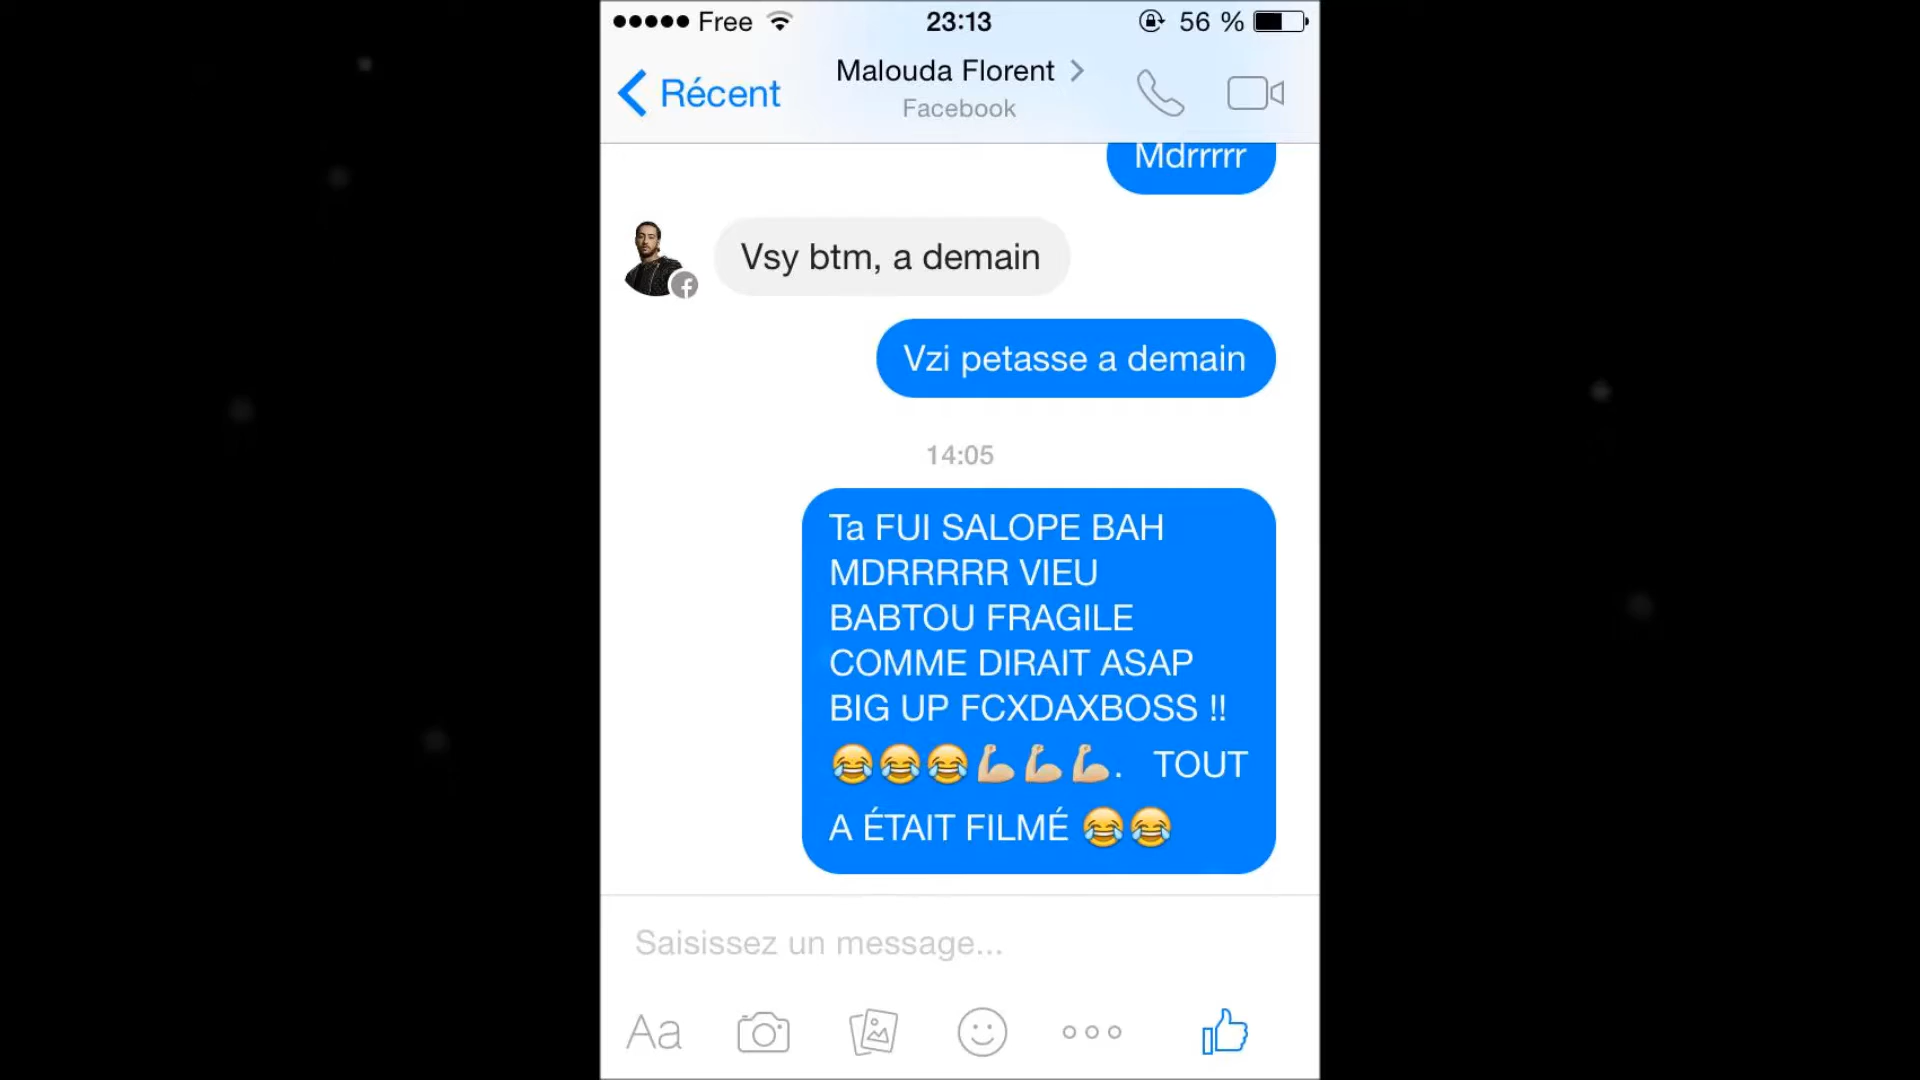 Free 23:13 56 %
Récent Malouda Florent
Facebook
Mdrrrrr
Vsy btm, a demain
Vzi petasse a demain
14:05
Ta FUI SALOPE BAH
MDRRRRR VIEU
BABTOU FRAGILE
COMME DIRAIT ASAP
BIG UP FCXDAXBOSS !!
😂😂😂💪🏼💪🏼💪🏼. TOUT
A ÉTAIT FILMÉ 😂😂
Saisissez un message...
Aa